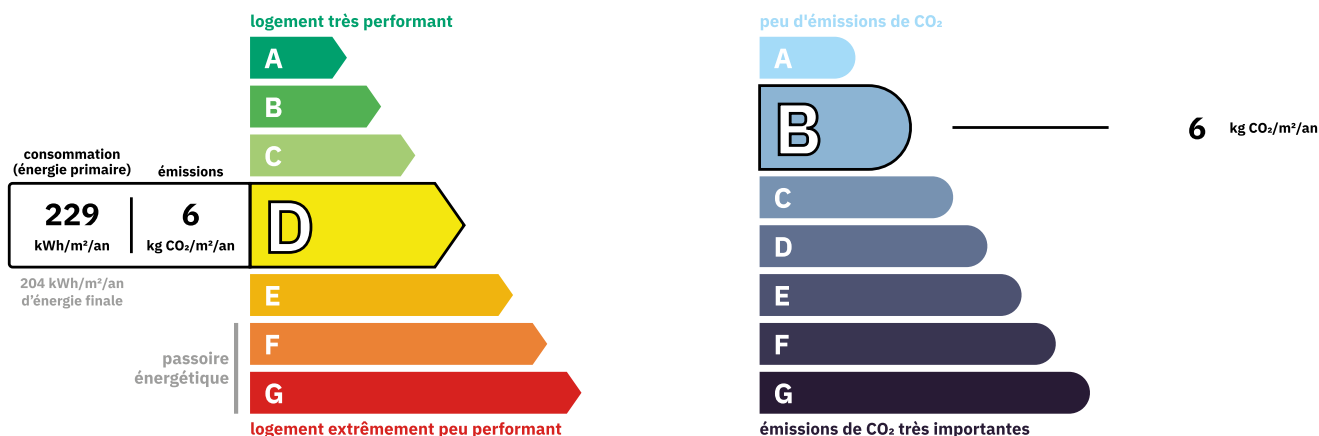 logement très performant
A
B
C
consommation
(énergie primaire)
émissions
229
kWh/m²/an
6
kg CO₂/m²/an
D
204 kWh/m²/an
d'énergie finale
E
F
passoire
énergétique
G
logement extrêmement peu performant
peu d'émissions de CO₂
A
B
6 kg CO₂/m²/an
C
D
E
F
G
émissions de CO₂ très importantes